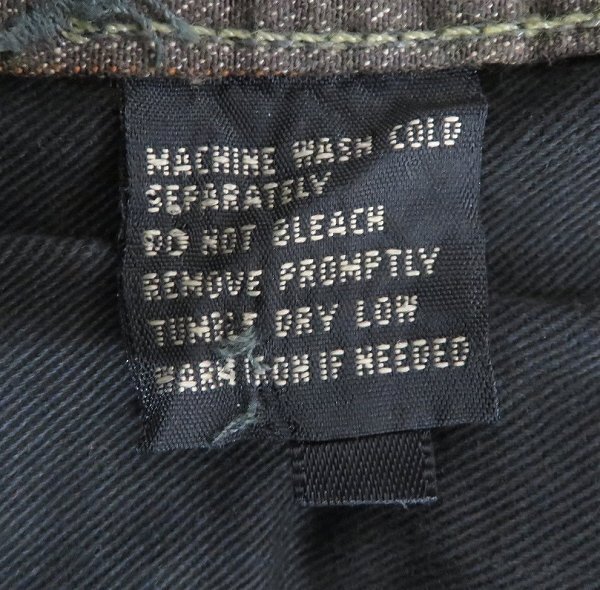 MACHINE WASH COLD
SEPARATELY
DO NOT BLEACH
REMOVE PROMPTLY
TUMBLE DRY LOW
WARM IRON IF NEEDED